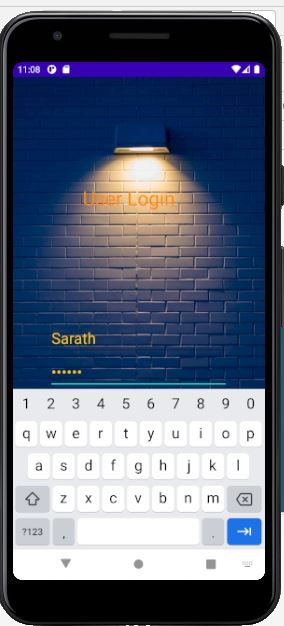 11:08
User Login
Sarath
••••••
1 2 3 4 5 6 7 8 9 0
q w e r t y u i o p
a s d f g h j k l
z x c v b n m
?123 , .